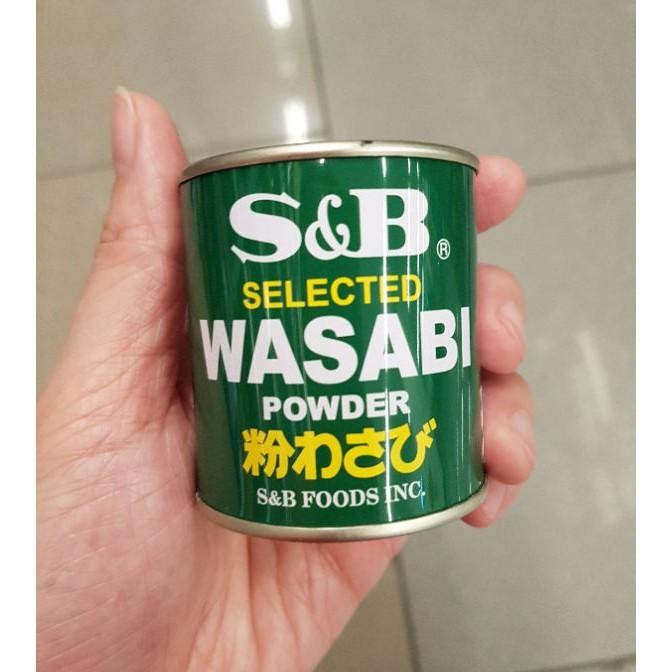 S&B®
SELECTED
WASABI
POWDER
粉わさび
S&B FOODS INC.